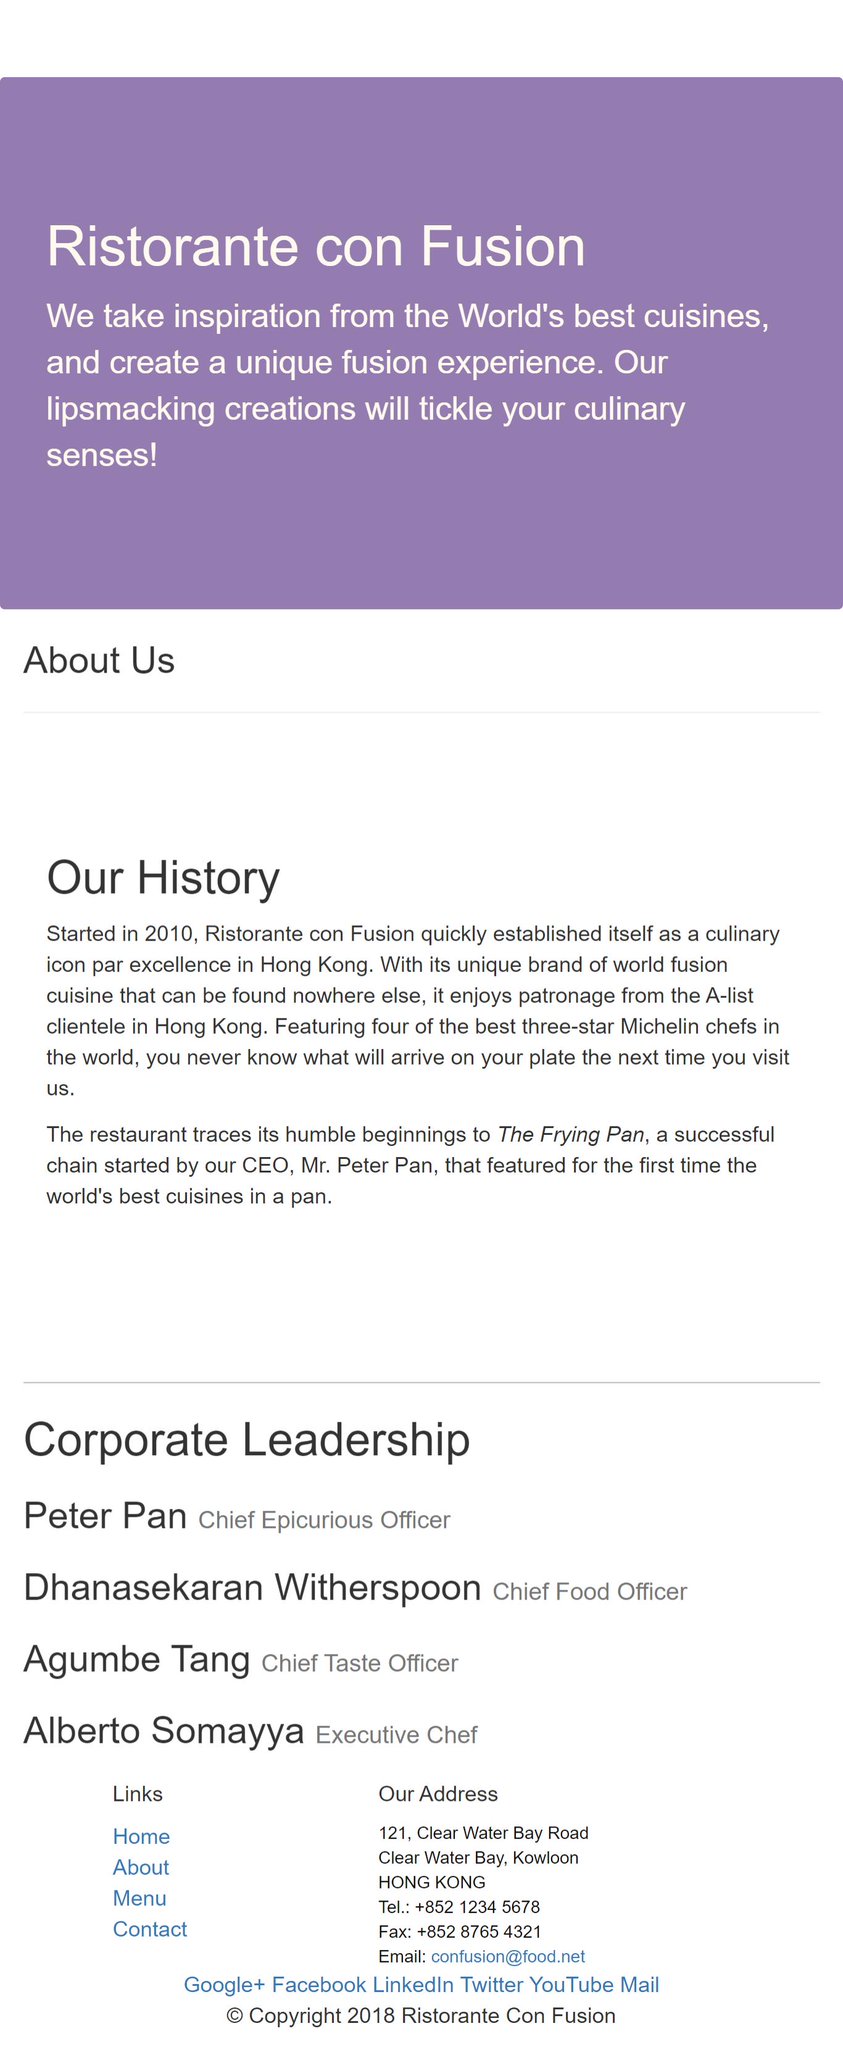 Ristorante con Fusion
We take inspiration from the World's best cuisines,
and create a unique fusion experience. Our
lipsmacking creations will tickle your culinary
senses!
About Us
Our History
Started in 2010, Ristorante con Fusion quickly established itself as a culinary
icon par excellence in Hong Kong. With its unique brand of world fusion
cuisine that can be found nowhere else, it enjoys patronage from the A-list
clientele in Hong Kong. Featuring four of the best three-star Michelin chefs in
the world, you never know what will arrive on your plate the next time you visit
us.
The restaurant traces its humble beginnings to The Frying Pan, a successful
chain started by our CEO, Mr. Peter Pan, that featured for the first time the
world's best cuisines in a pan.
Corporate Leadership
Peter Pan Chief Epicurious Officer
Dhanasekaran Witherspoon Chief Food Officer
Agumbe Tang Chief Taste Officer
Alberto Somayya Executive Chef
Links
Home
About
Menu
Contact
Our Address
121, Clear Water Bay Road
Clear Water Bay, Kowloon
HONG KONG
Tel.: +852 1234 5678
Fax: +852 8765 4321
Email: confusion@food.net
Google+ Facebook LinkedIn Twitter YouTube Mail
© Copyright 2018 Ristorante Con Fusion